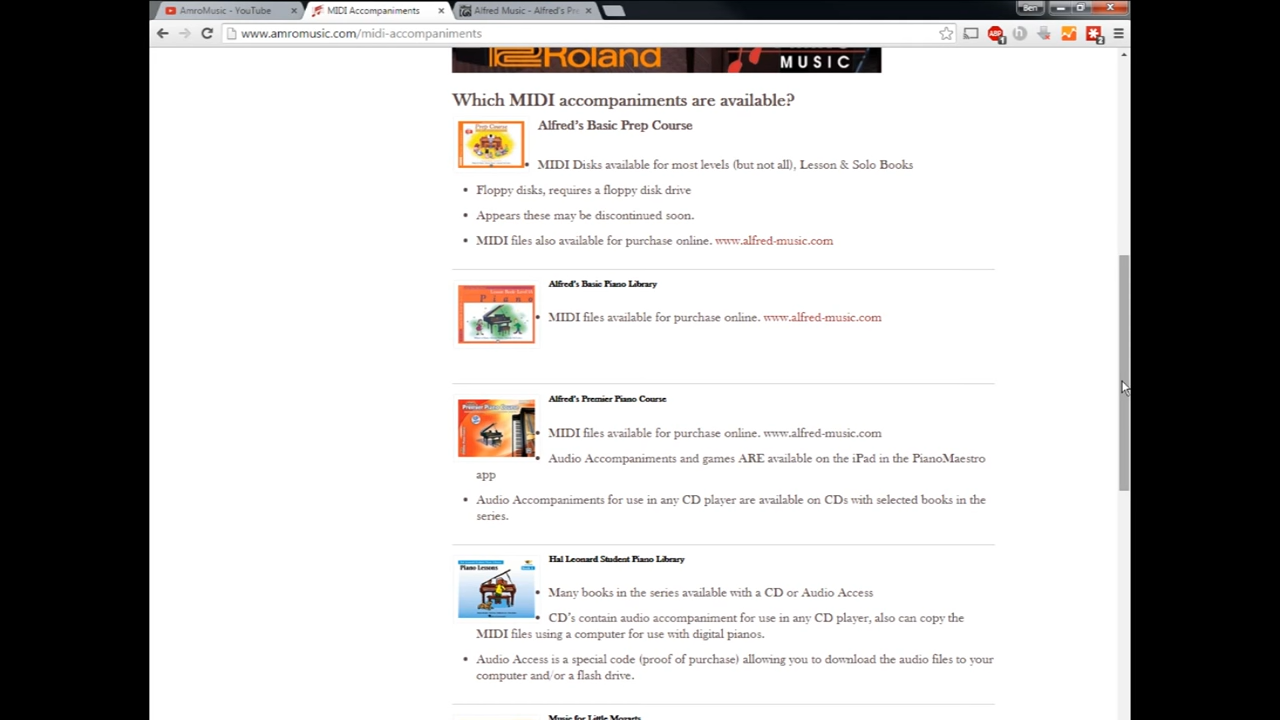 AmroMusic - YouTube
MIDI Accompaniments
Alfred Music - Alfred's Pr
Ben
www.amromusic.com/midi-accompaniments
Roland
MUSIC
Which MIDI accompaniments are available?
Prep Course
Alfred's Basic Prep Course
• MIDI Disks available for most levels (but not all), Lesson & Solo Books
• Floppy disks, requires a floppy disk drive
• Appears these may be discontinued soon.
• MIDI files also available for purchase online. www.alfred-music.com
Piano
Alfred's Basic Piano Library
• MIDI files available for purchase online. www.alfred-music.com
Premier Piano Course
Alfred's Premier Piano Course
• MIDI files available for purchase online. www.alfred-music.com
• Audio Accompaniments and games ARE available on the iPad in the PianoMaestro
app
• Audio Accompaniments for use in any CD player are available on CDs with selected books in the
series.
Piano Lessons
Hal Leonard Student Piano Library
• Many books in the series available with a CD or Audio Access
• CD's contain audio accompaniment for use in any CD player, also can copy the
MIDI files using a computer for use with digital pianos.
• Audio Access is a special code (proof of purchase) allowing you to download the audio files to your
computer and/or a flash drive.
Music for Little Mozarts